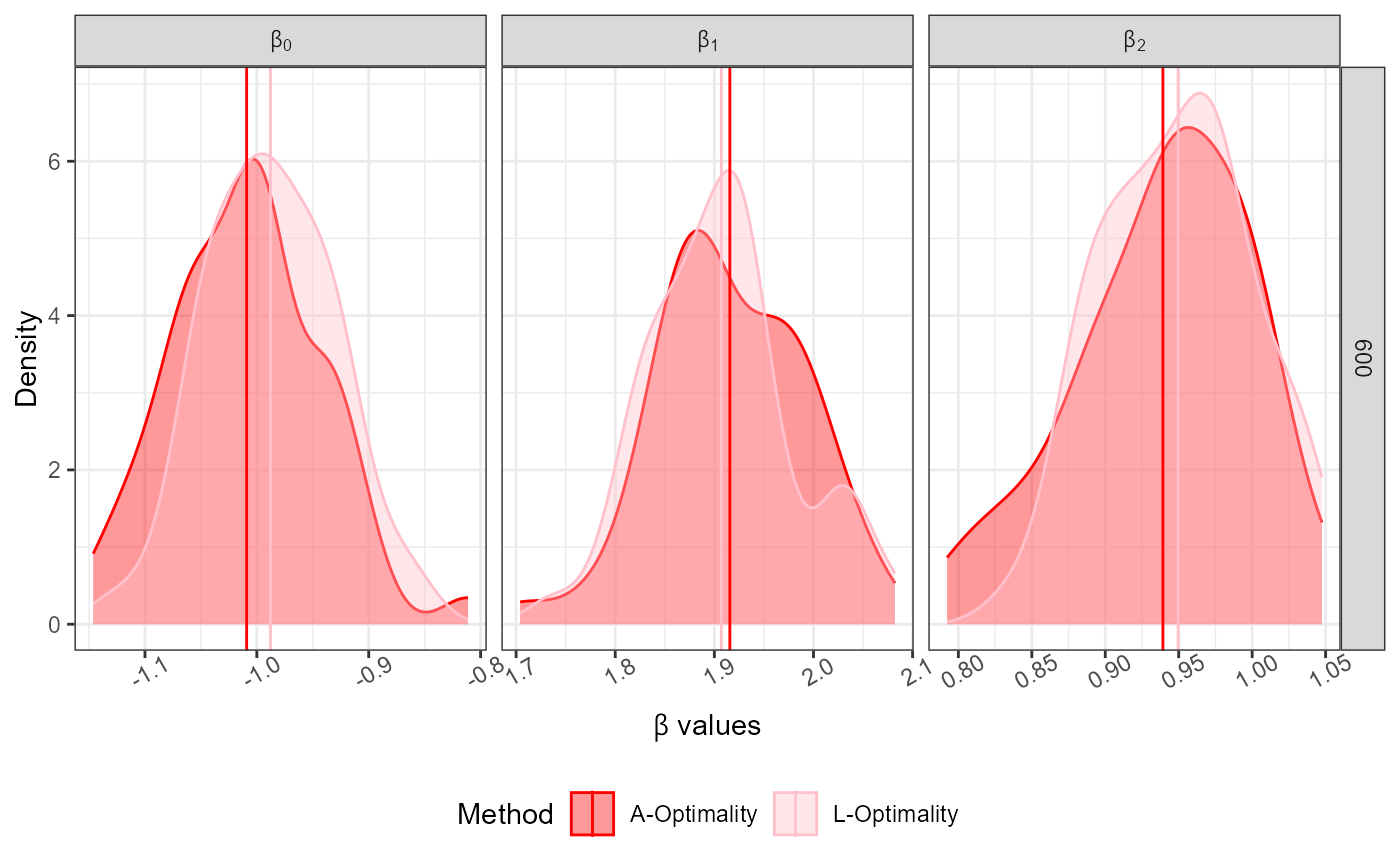 β₀ β₁ β₂
600
Density
6
4
2
0
-1.1 -1.0 -0.9 -0.8 1.7 1.8 1.9 2.0 2.1 0.80 0.85 0.90 0.95 1.00 1.05
β values
Method A-Optimality L-Optimality